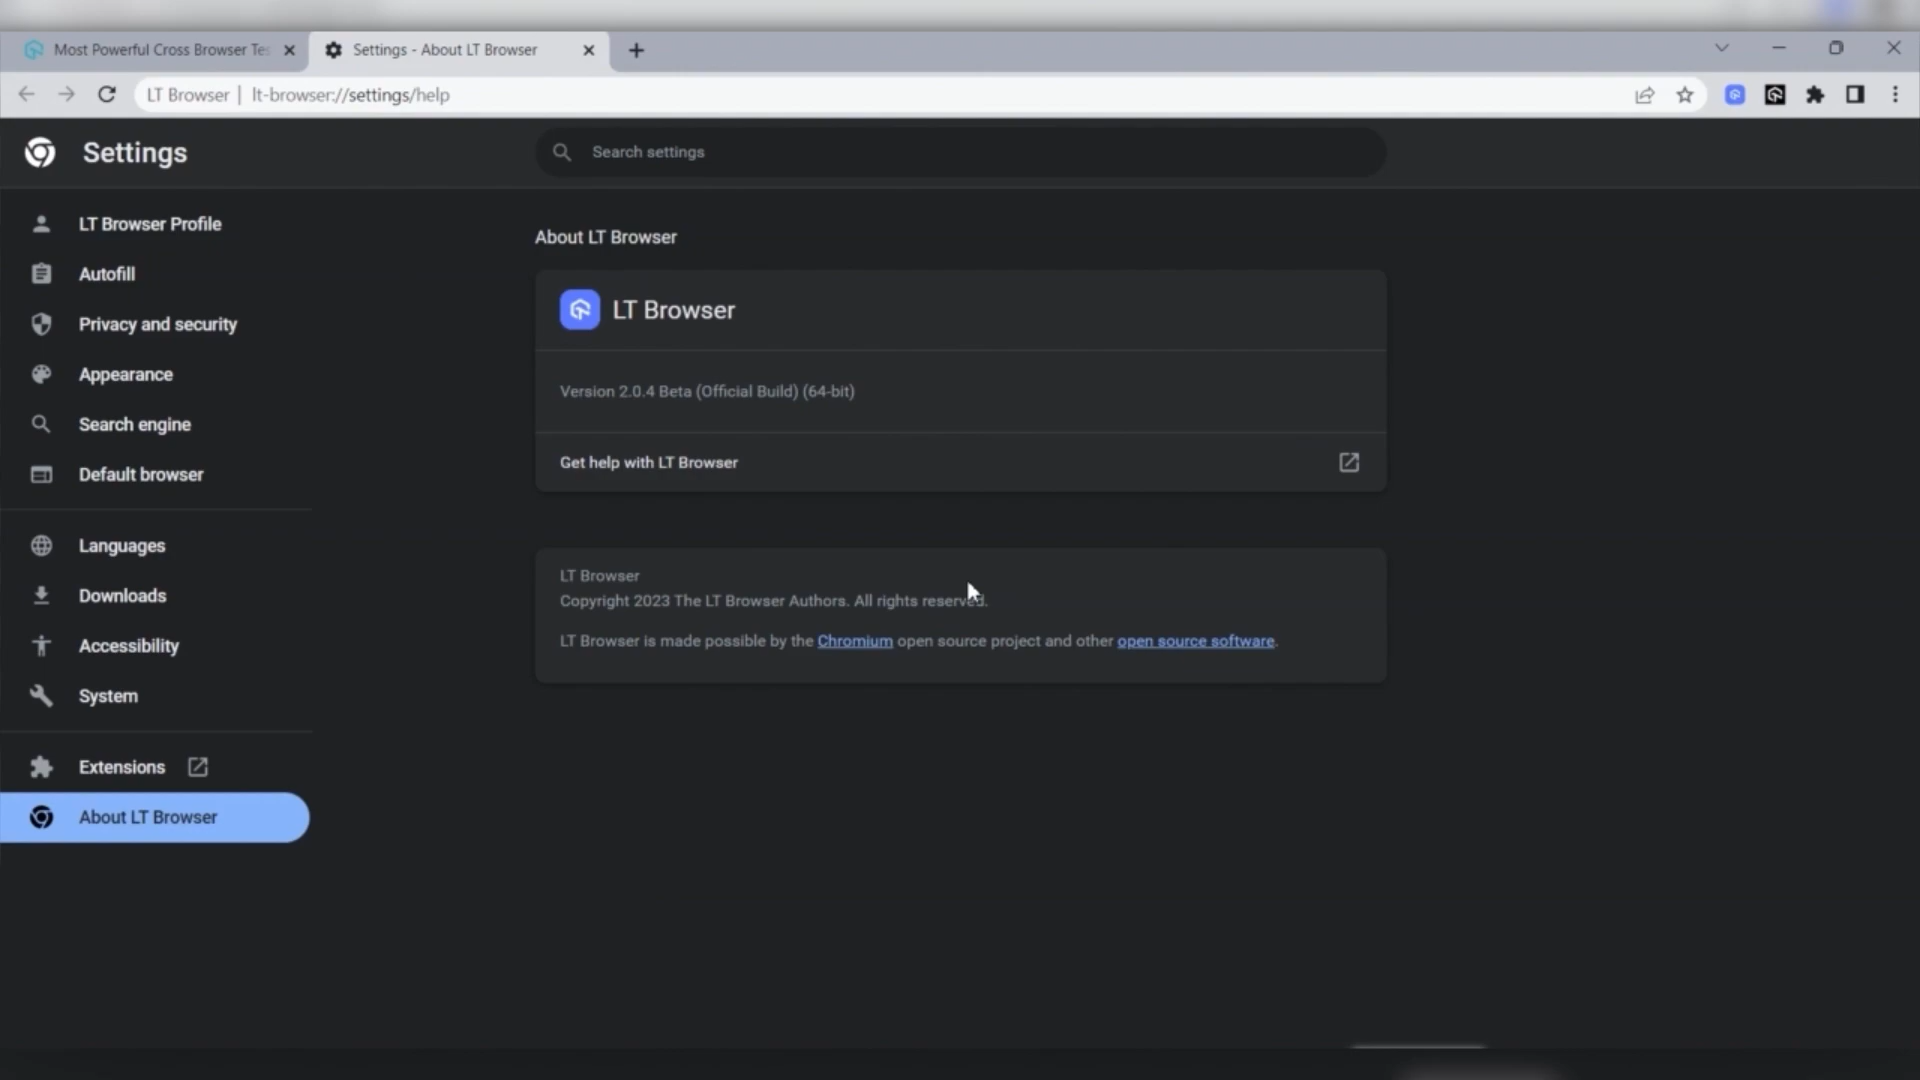 Most Powerful Cross Browser Tes
Settings - About LT Browser
LT Browser | lt-browser://settings/help
Settings
Search settings
LT Browser Profile
Autofill
Privacy and security
Appearance
Search engine
Default browser
Languages
Downloads
Accessibility
System
Extensions
About LT Browser
About LT Browser
LT Browser
Version 2.0.4 Beta (Official Build) (64-bit)
Get help with LT Browser
LT Browser
Copyright 2023 The LT Browser Authors. All rights reserved.
LT Browser is made possible by the Chromium open source project and other open source software.